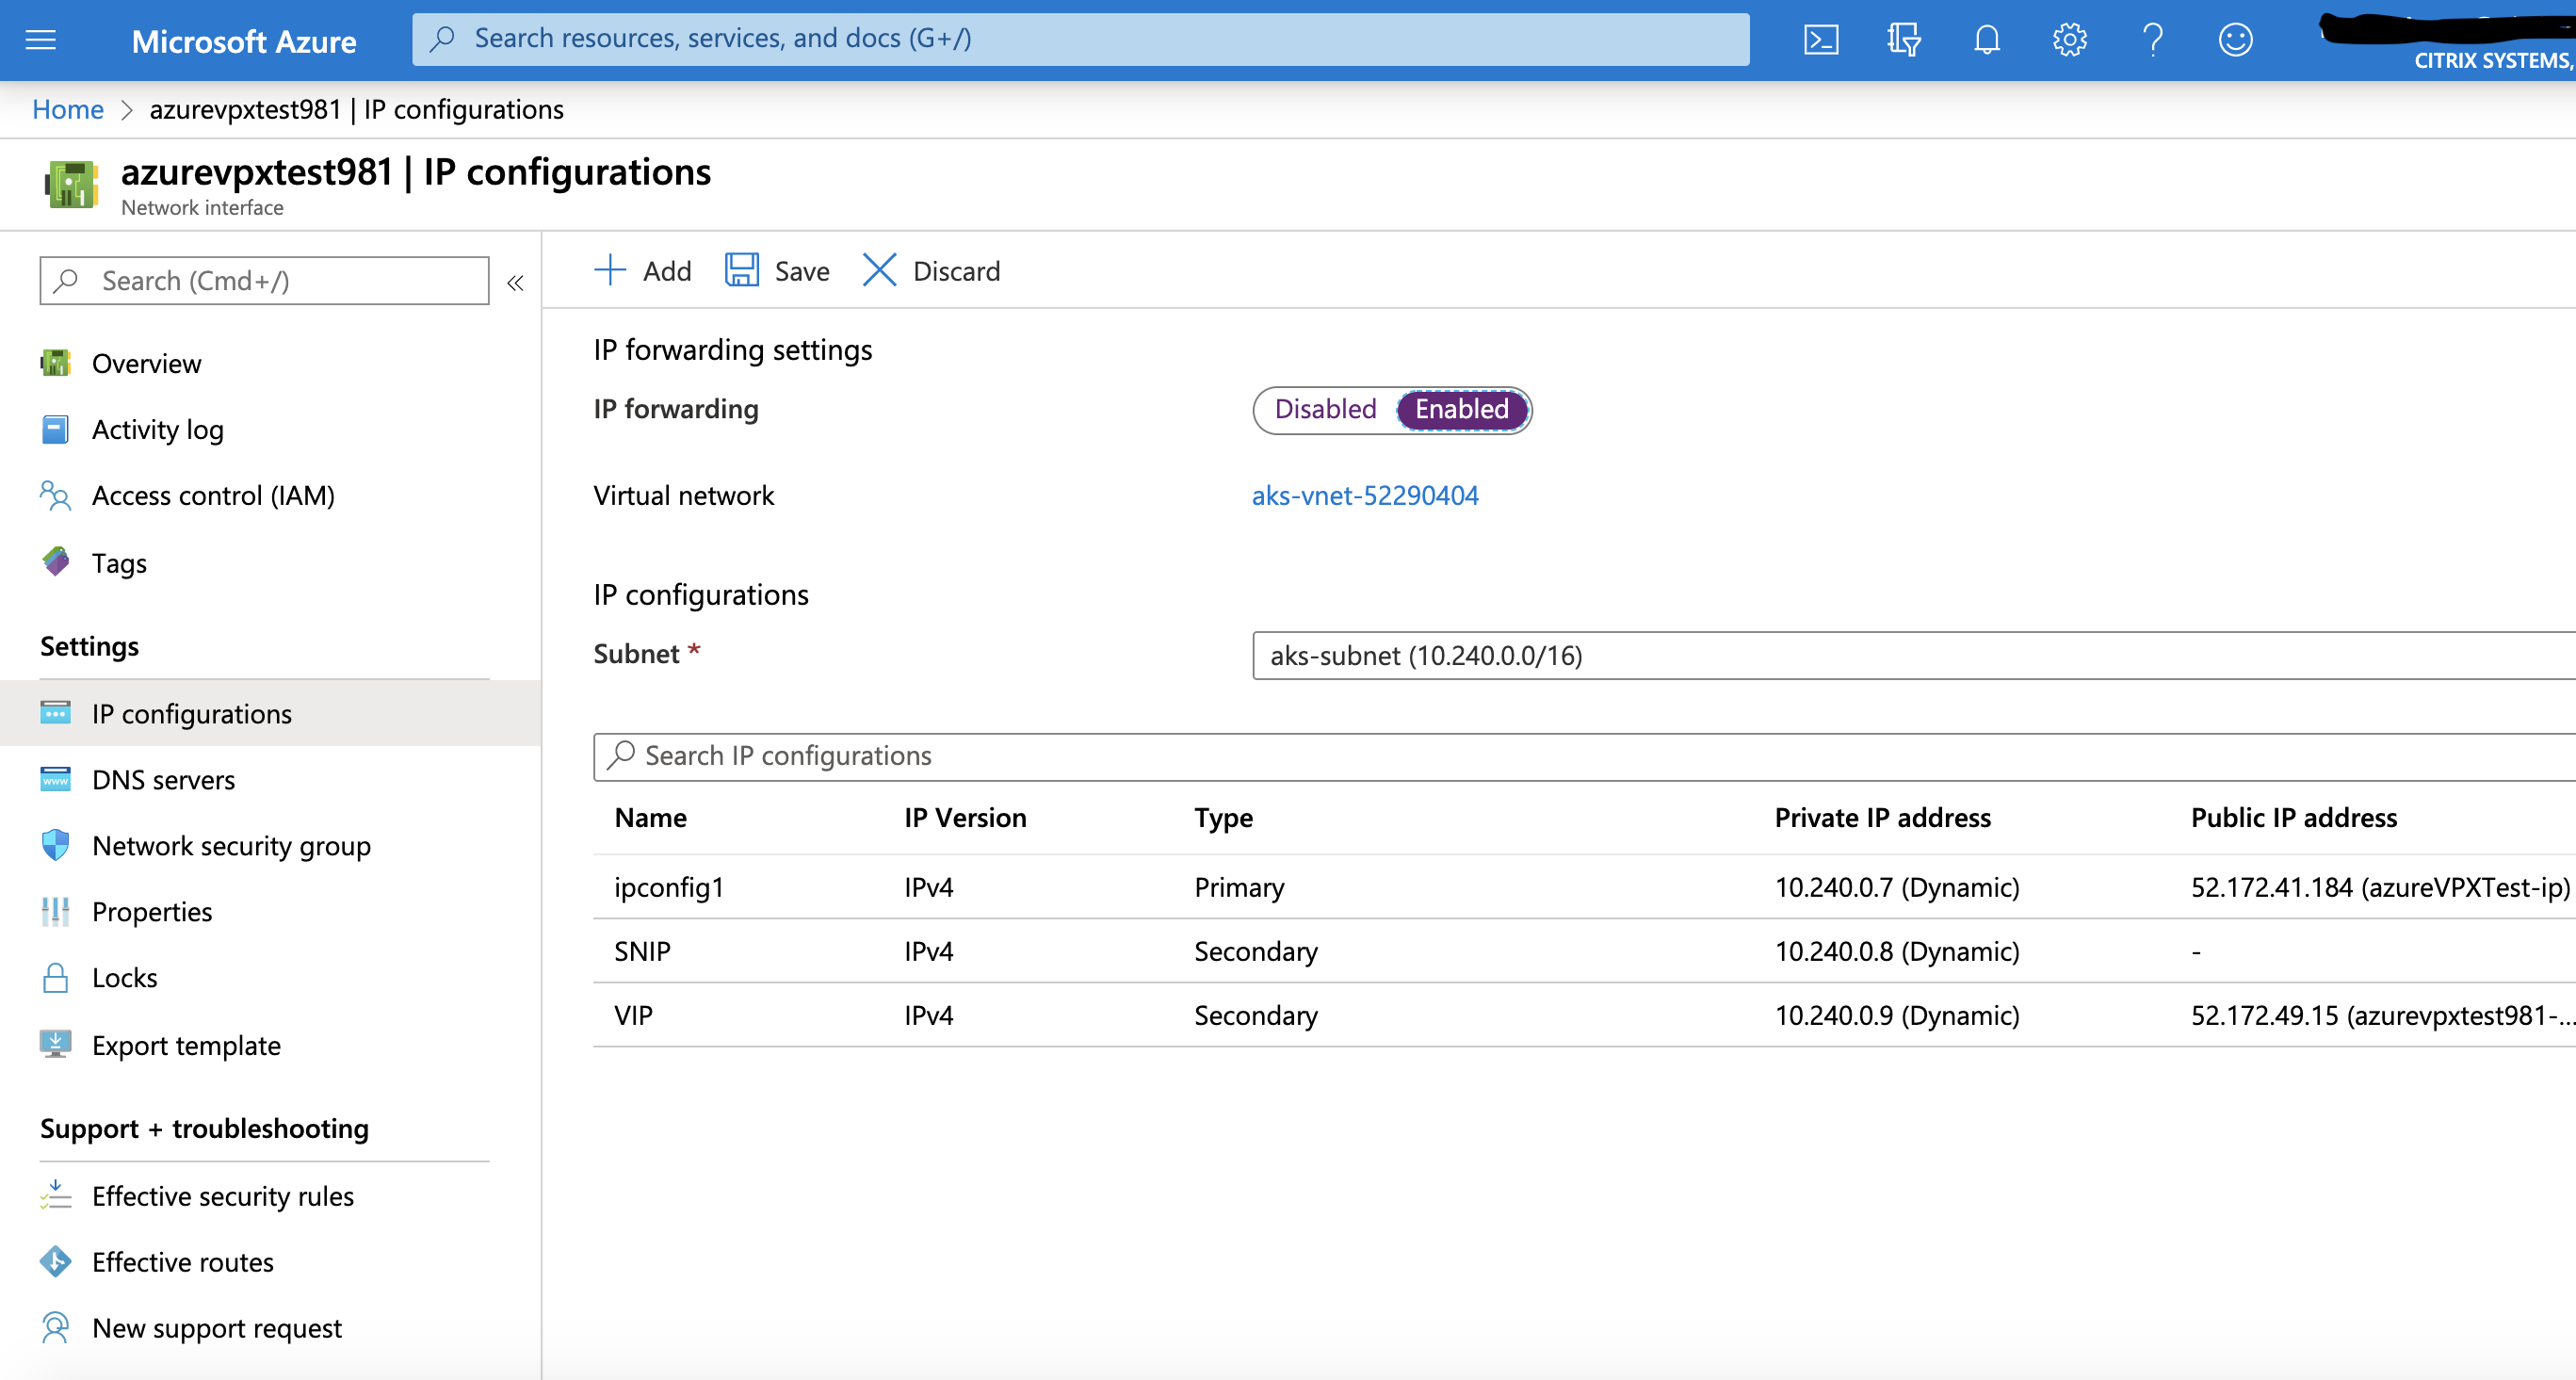 Microsoft Azure
Search resources, services, and docs (G+/)
CITRIX SYSTEMS,
Home > azurevpxtest981 | IP configurations
azurevpxtest981 | IP configurations
Network interface
Search (Cmd+/)
«
Overview
Activity log
Access control (IAM)
Tags
Settings
IP configurations
DNS servers
Network security group
Properties
Locks
Export template
Support + troubleshooting
Effective security rules
Effective routes
New support request
Add Save Discard
IP forwarding settings
IP forwarding Disabled Enabled
Virtual network aks-vnet-52290404
IP configurations
Subnet * aks-subnet (10.240.0.0/16)
Search IP configurations
Name IP Version Type Private IP address Public IP address
ipconfig1 IPv4 Primary 10.240.0.7 (Dynamic) 52.172.41.184 (azureVPXTest-ip)
SNIP IPv4 Secondary 10.240.0.8 (Dynamic) -
VIP IPv4 Secondary 10.240.0.9 (Dynamic) 52.172.49.15 (azurevpxtest981-...